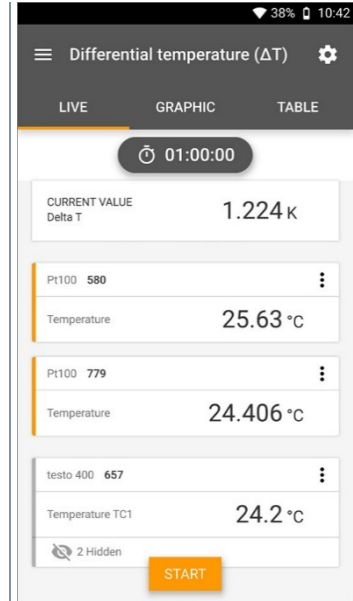 38% 10:42
Differential temperature (ΔT)
LIVE GRAPHIC TABLE
01:00:00
CURRENT VALUE
Delta T
1.224 K
Pt100 580
Temperature 25.63 °C
Pt100 779
Temperature 24.406 °C
testo 400 657
Temperature TC1 24.2 °C
2 Hidden
START